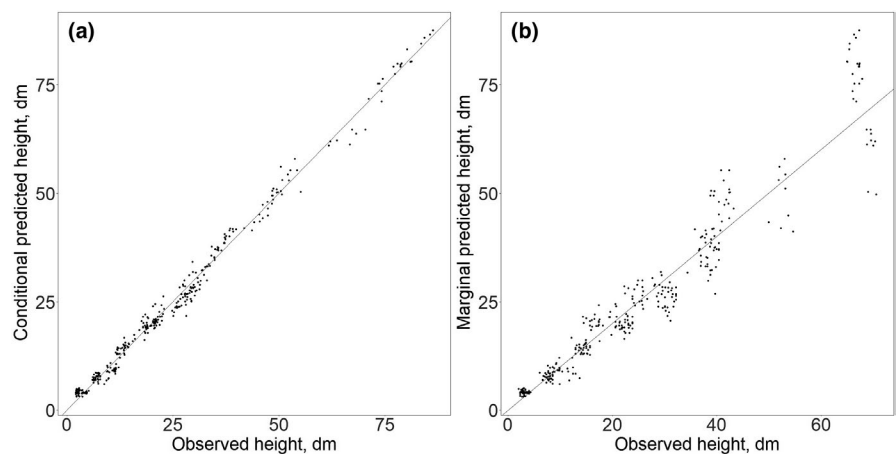 (a)
Conditional predicted height, dm
75
50
25
0
0 25 50 75
Observed height, dm
(b)
Marginal predicted height, dm
75
50
25
0
0 20 40 60
Observed height, dm